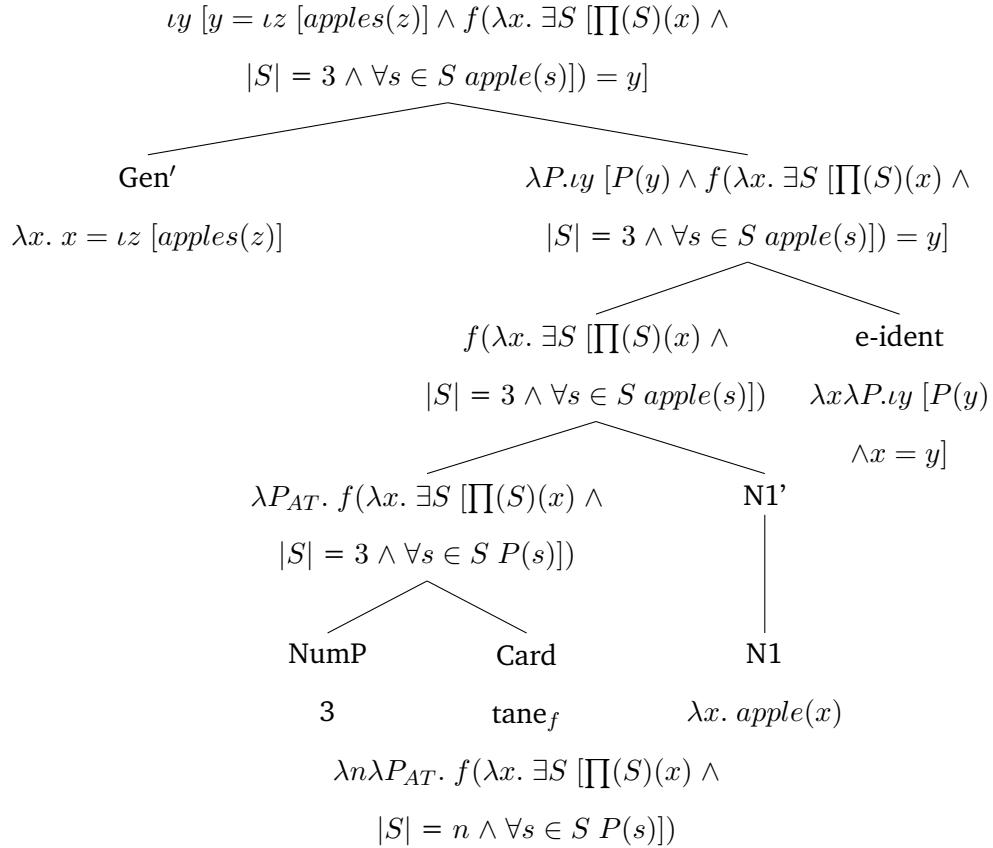 ιy [y = ιz [apples(z)] ∧ f(λx. ∃S [∏(S)(x) ∧
|S| = 3 ∧ ∀s ∈ S apple(s)]) = y]
Gen′
λx. x = ιz [apples(z)]
λP.ιy [P(y) ∧ f(λx. ∃S [∏(S)(x) ∧
|S| = 3 ∧ ∀s ∈ S apple(s)]) = y]
f(λx. ∃S [∏(S)(x) ∧
|S| = 3 ∧ ∀s ∈ S apple(s)])
e-ident
λxλP.ιy [P(y)
∧x = y]
λP_AT. f(λx. ∃S [∏(S)(x) ∧
|S| = 3 ∧ ∀s ∈ S P(s)])
N1'
NumP
3
Card
tane_f
λnλP_AT. f(λx. ∃S [∏(S)(x) ∧
|S| = n ∧ ∀s ∈ S P(s)])
N1
λx. apple(x)